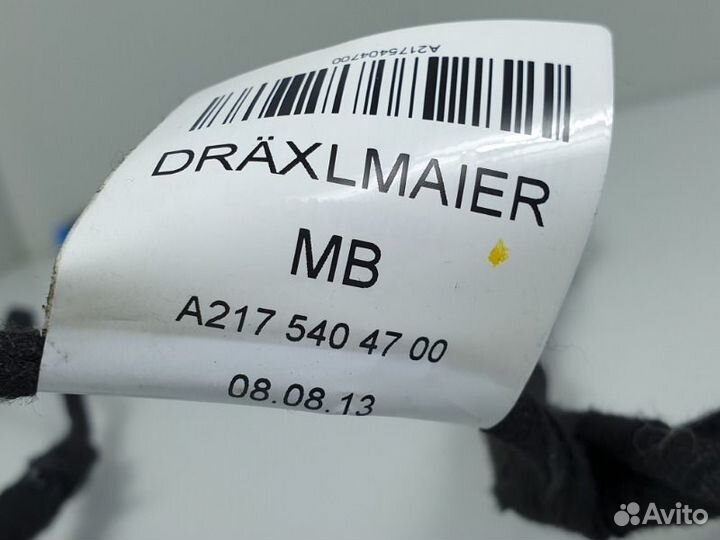 A2175404700
DRÄXLMAIER
MB
A217 540 47 00
08.08.13
Avito